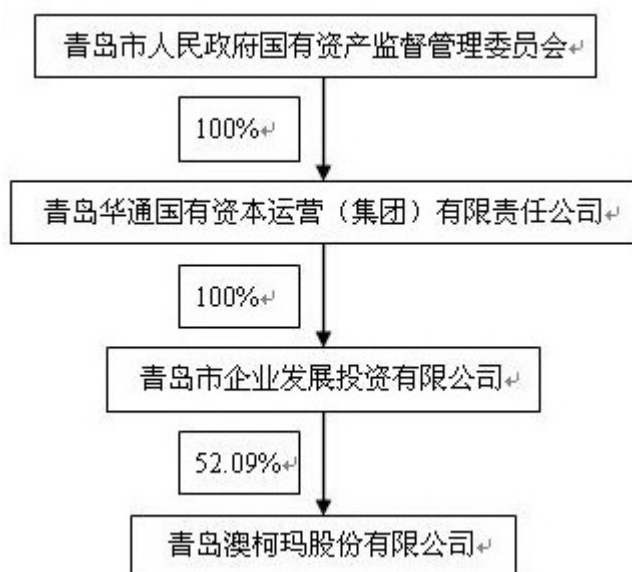 青岛市人民政府国有资产监督管理委员会↵
100%↵
青岛华通国有资本运营（集团）有限责任公司↵
100%↵
青岛市企业发展投资有限公司↵
52.09%↵
青岛澳柯玛股份有限公司↵